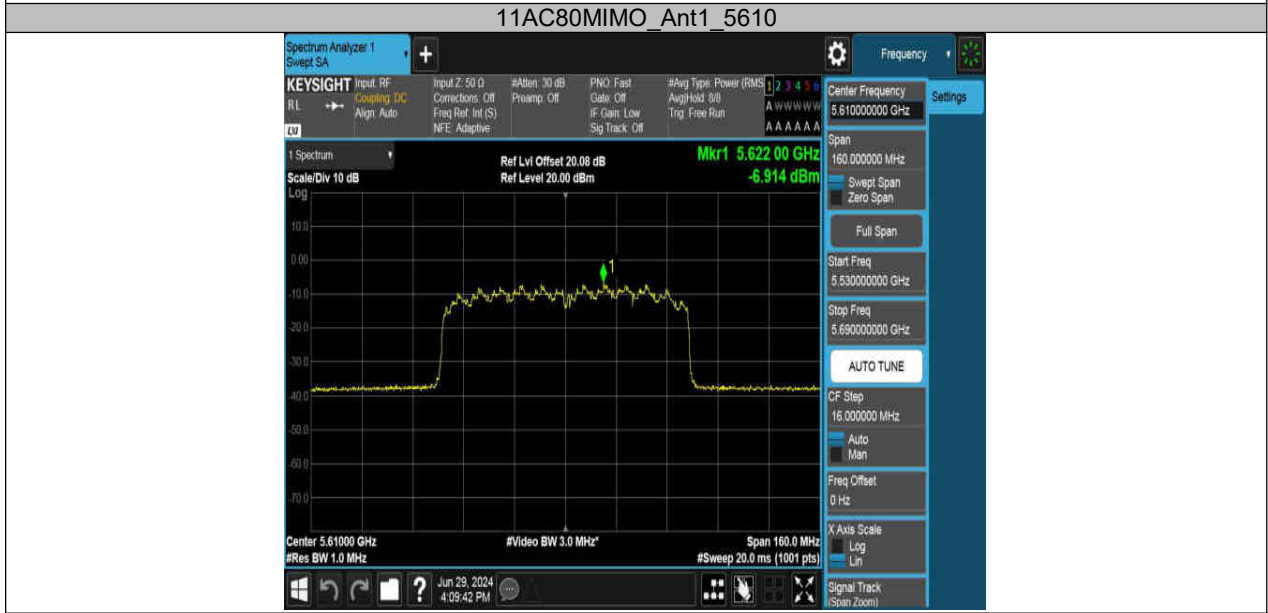 11AC80MIMO_Ant1_5610
Spectrum Analyzer 1
Swept SA
+
Frequency
KEYSIGHT
RL
LXI
Input: RF
Coupling: DC
Align: Auto
Input Z: 50 Ω
Corrections: Off
Freq Ref: Int (S)
NFE: Adaptive
#Atten: 30 dB
Preamp: Off
PNO: Fast
Gate: Off
IF Gain: Low
Sig Track: Off
#Avg Type: Power (RMS
Avg|Hold: 8/8
Trig: Free Run
1 2 3 4 5 6
A W W W W W
A A A A A A
1 Spectrum
Scale/Div 10 dB
Log
Ref Lvl Offset 20.08 dB
Ref Level 20.00 dBm
Mkr1 5.622 00 GHz
-6.914 dBm
10.0
0.00
-10.0
-20.0
-30.0
-40.0
-50.0
-60.0
-70.0
1
Center 5.61000 GHz
#Res BW 1.0 MHz
#Video BW 3.0 MHz*
Span 160.0 MHz
#Sweep 20.0 ms (1001 pts)
Center Frequency
5.610000000 GHz
Settings
Span
160.000000 MHz
Swept Span
Zero Span
Full Span
Start Freq
5.530000000 GHz
Stop Freq
5.690000000 GHz
AUTO TUNE
CF Step
16.000000 MHz
Auto
Man
Freq Offset
0 Hz
X Axis Scale
Log
Lin
Signal Track
(Span Zoom)
?
Jun 29, 2024
4:09:42 PM